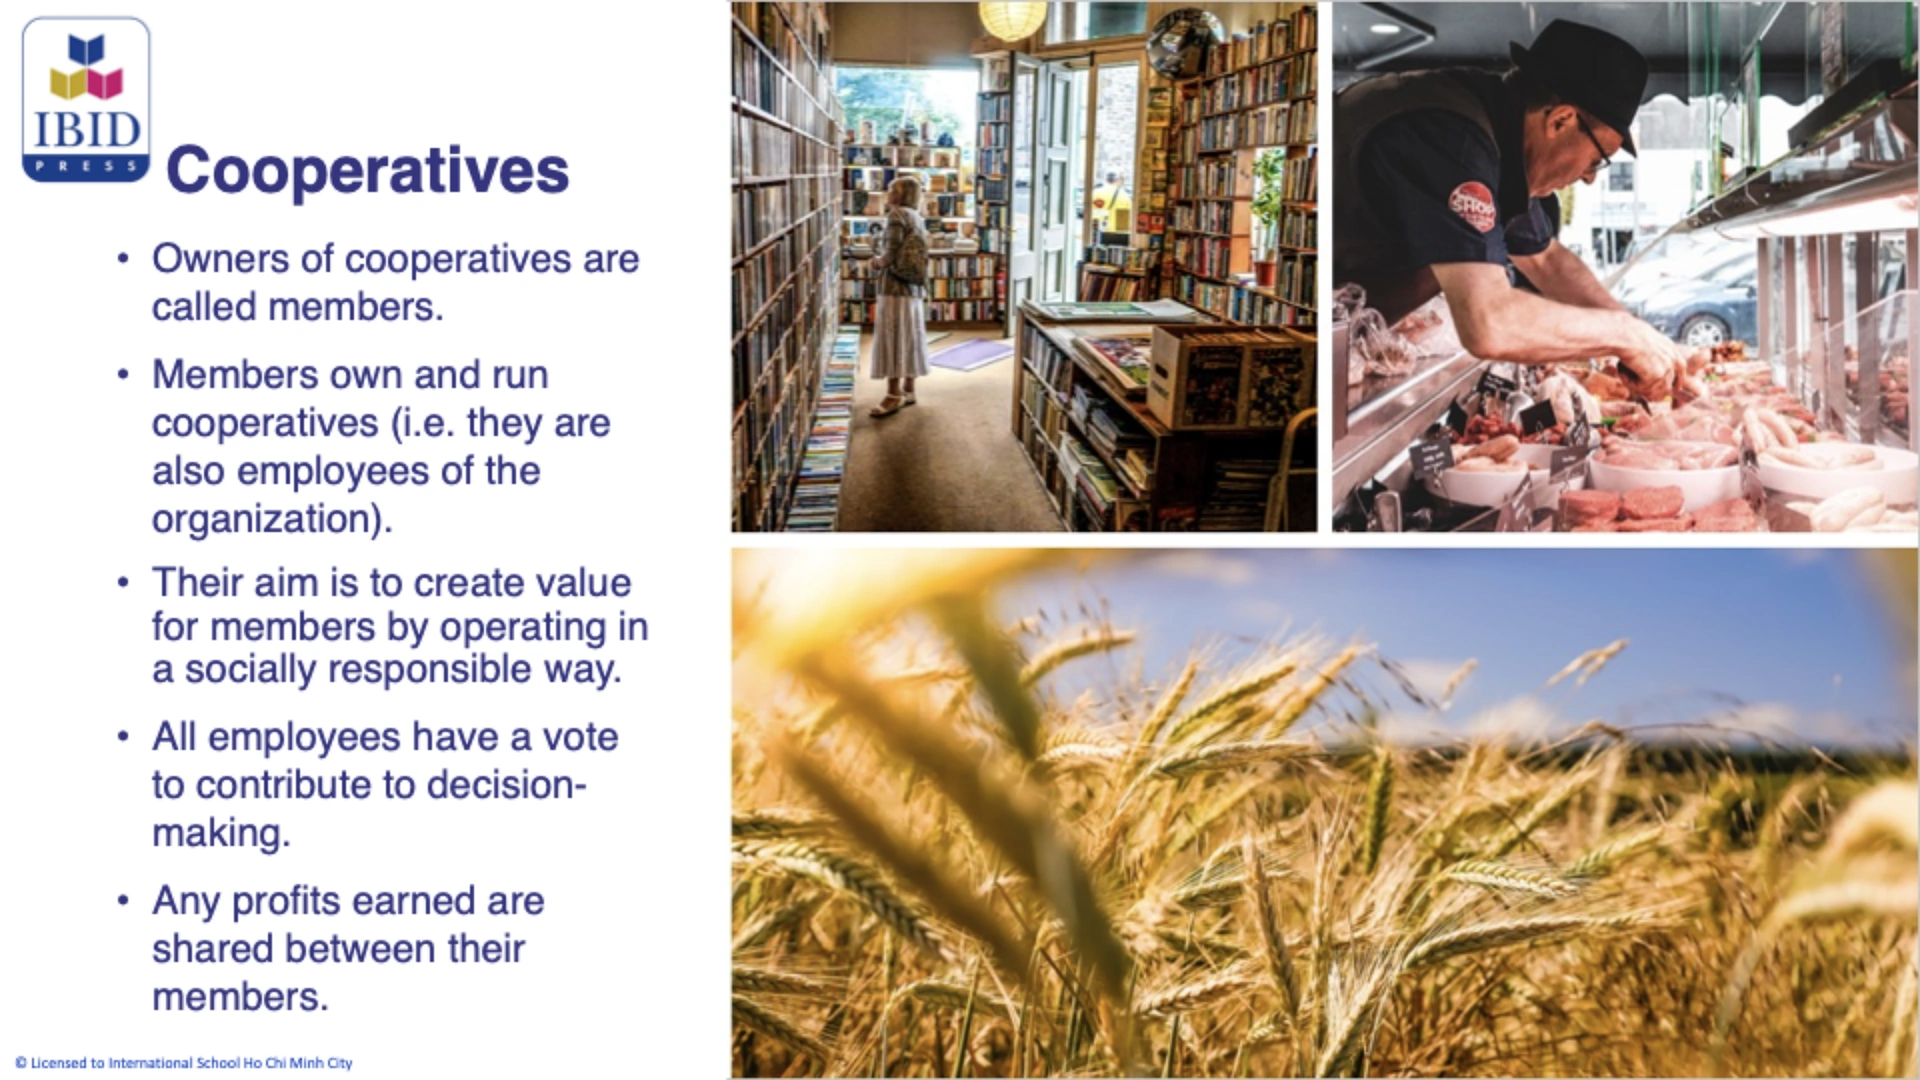 IBID
PRESS
Cooperatives
• Owners of cooperatives are
called members.
• Members own and run
cooperatives (i.e. they are
also employees of the
organization).
• Their aim is to create value
for members by operating in
a socially responsible way.
• All employees have a vote
to contribute to decision-
making.
• Any profits earned are
shared between their
members.
© Licensed to International School Ho Chi Minh City
SHOP